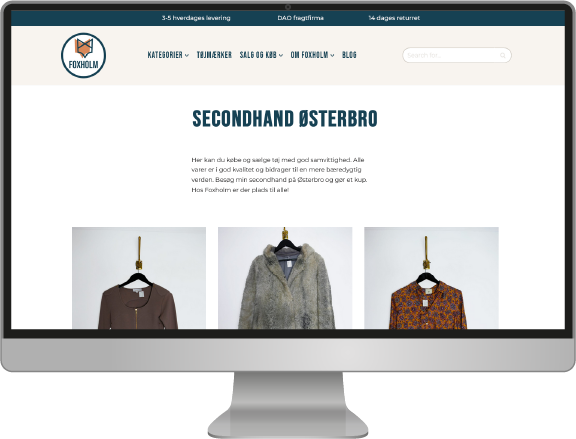 3-5 hverdages levering DAO fragtfirma 14 dages returret
FOXHOLM
KATEGORIER TØJMÆRKER SALG OG KØB OM FOXHOLM BLOG
SECONDHAND ØSTERBRO
Her kan du købe og sælge tøj med god samvittighed. Alle
varer er i god kvalitet og bidrager til en mere bæredygtig
verden. Besøg min secondhand på Østerbro og gør et kup.
Hos Foxholm er der plads til alle!